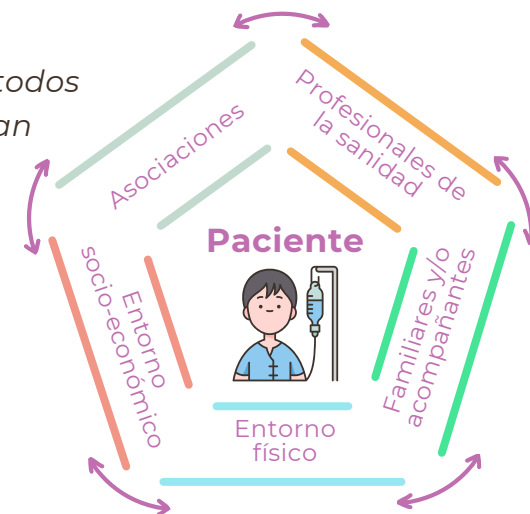 todos
an
Asociaciones
Profesionales de
la sanidad
Paciente
Entorno
socio-económico
Familiares y/o
acompañantes
Entorno
físico